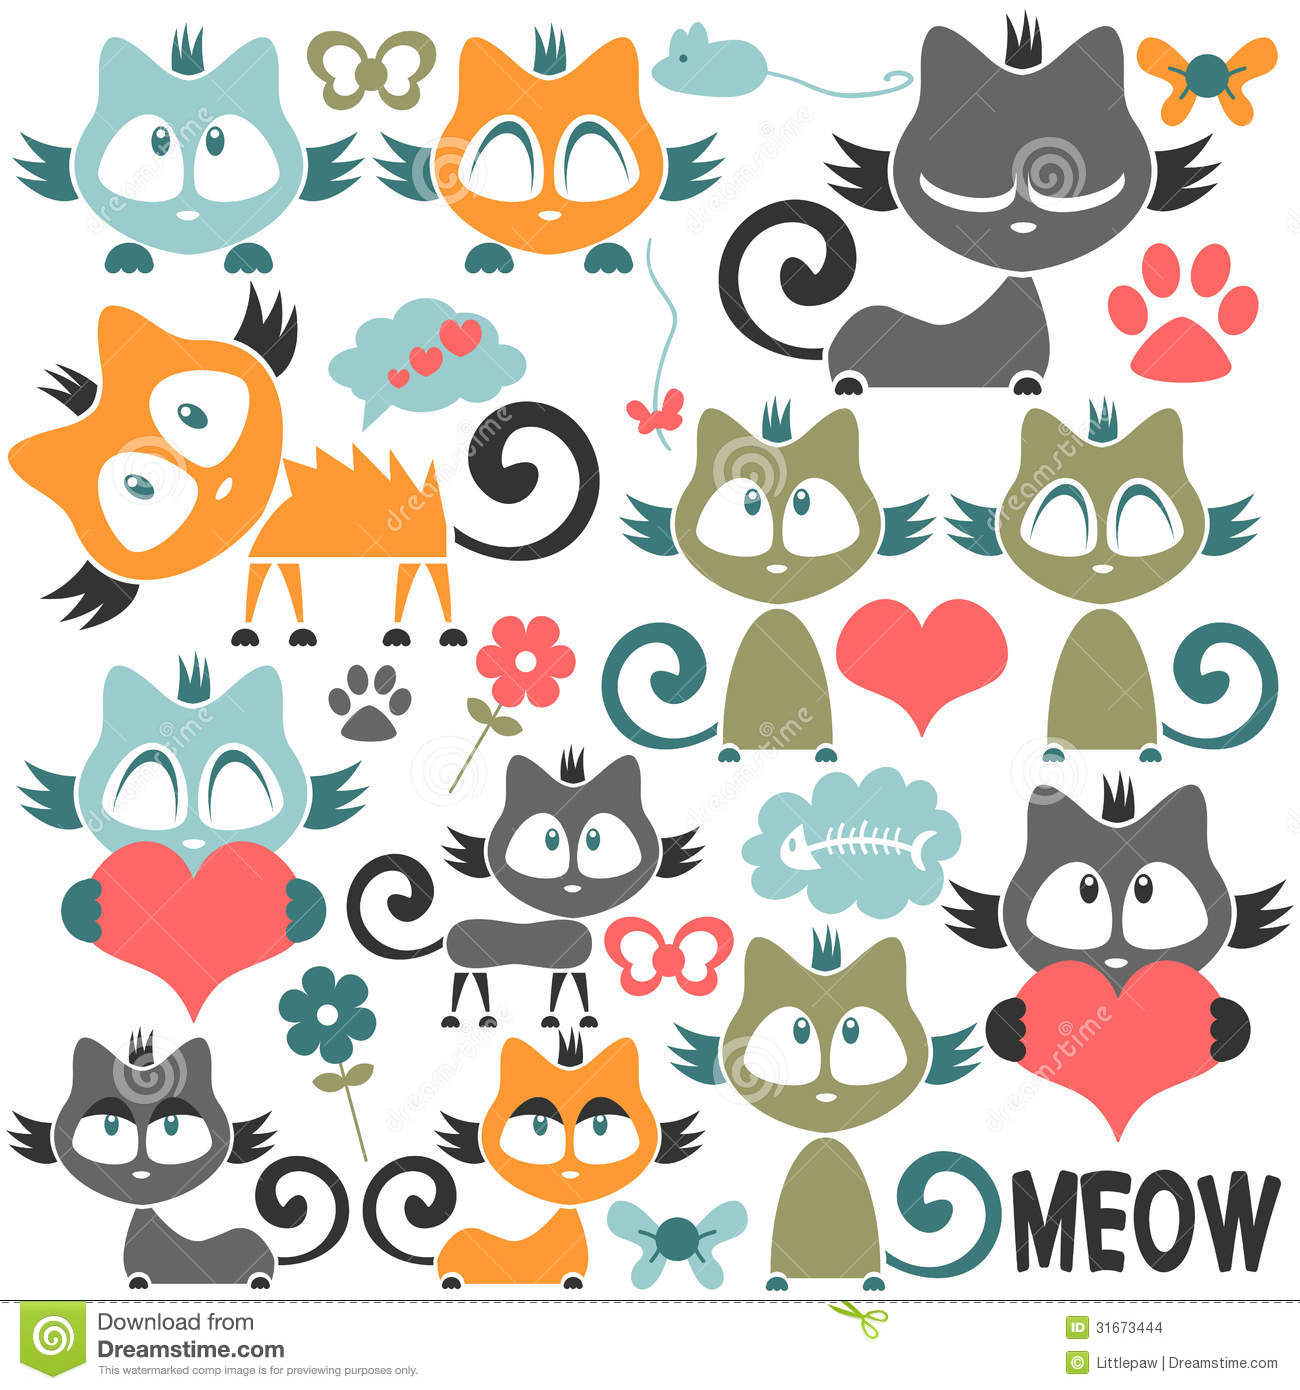 MEOW
Download from
Dreamstime.com
This watermarked comp image is for previewing purposes only.
ID 31673444
© Littlepaw | Dreamstime.com
dreamstime